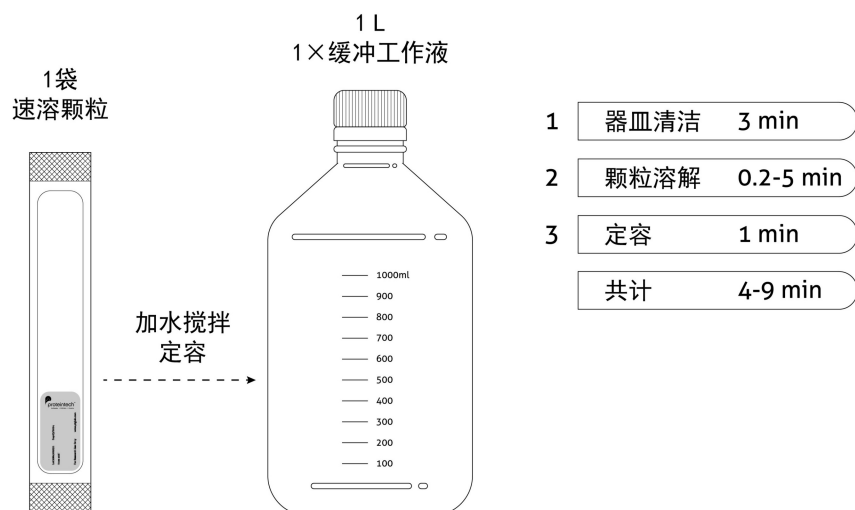 1袋
速溶颗粒
1 L
1×缓冲工作液
加水搅拌
定容
1000ml
900
800
700
600
500
400
300
200
100
proteintech
1 器皿清洁 3 min
2 颗粒溶解 0.2-5 min
3 定容 1 min
共计 4-9 min